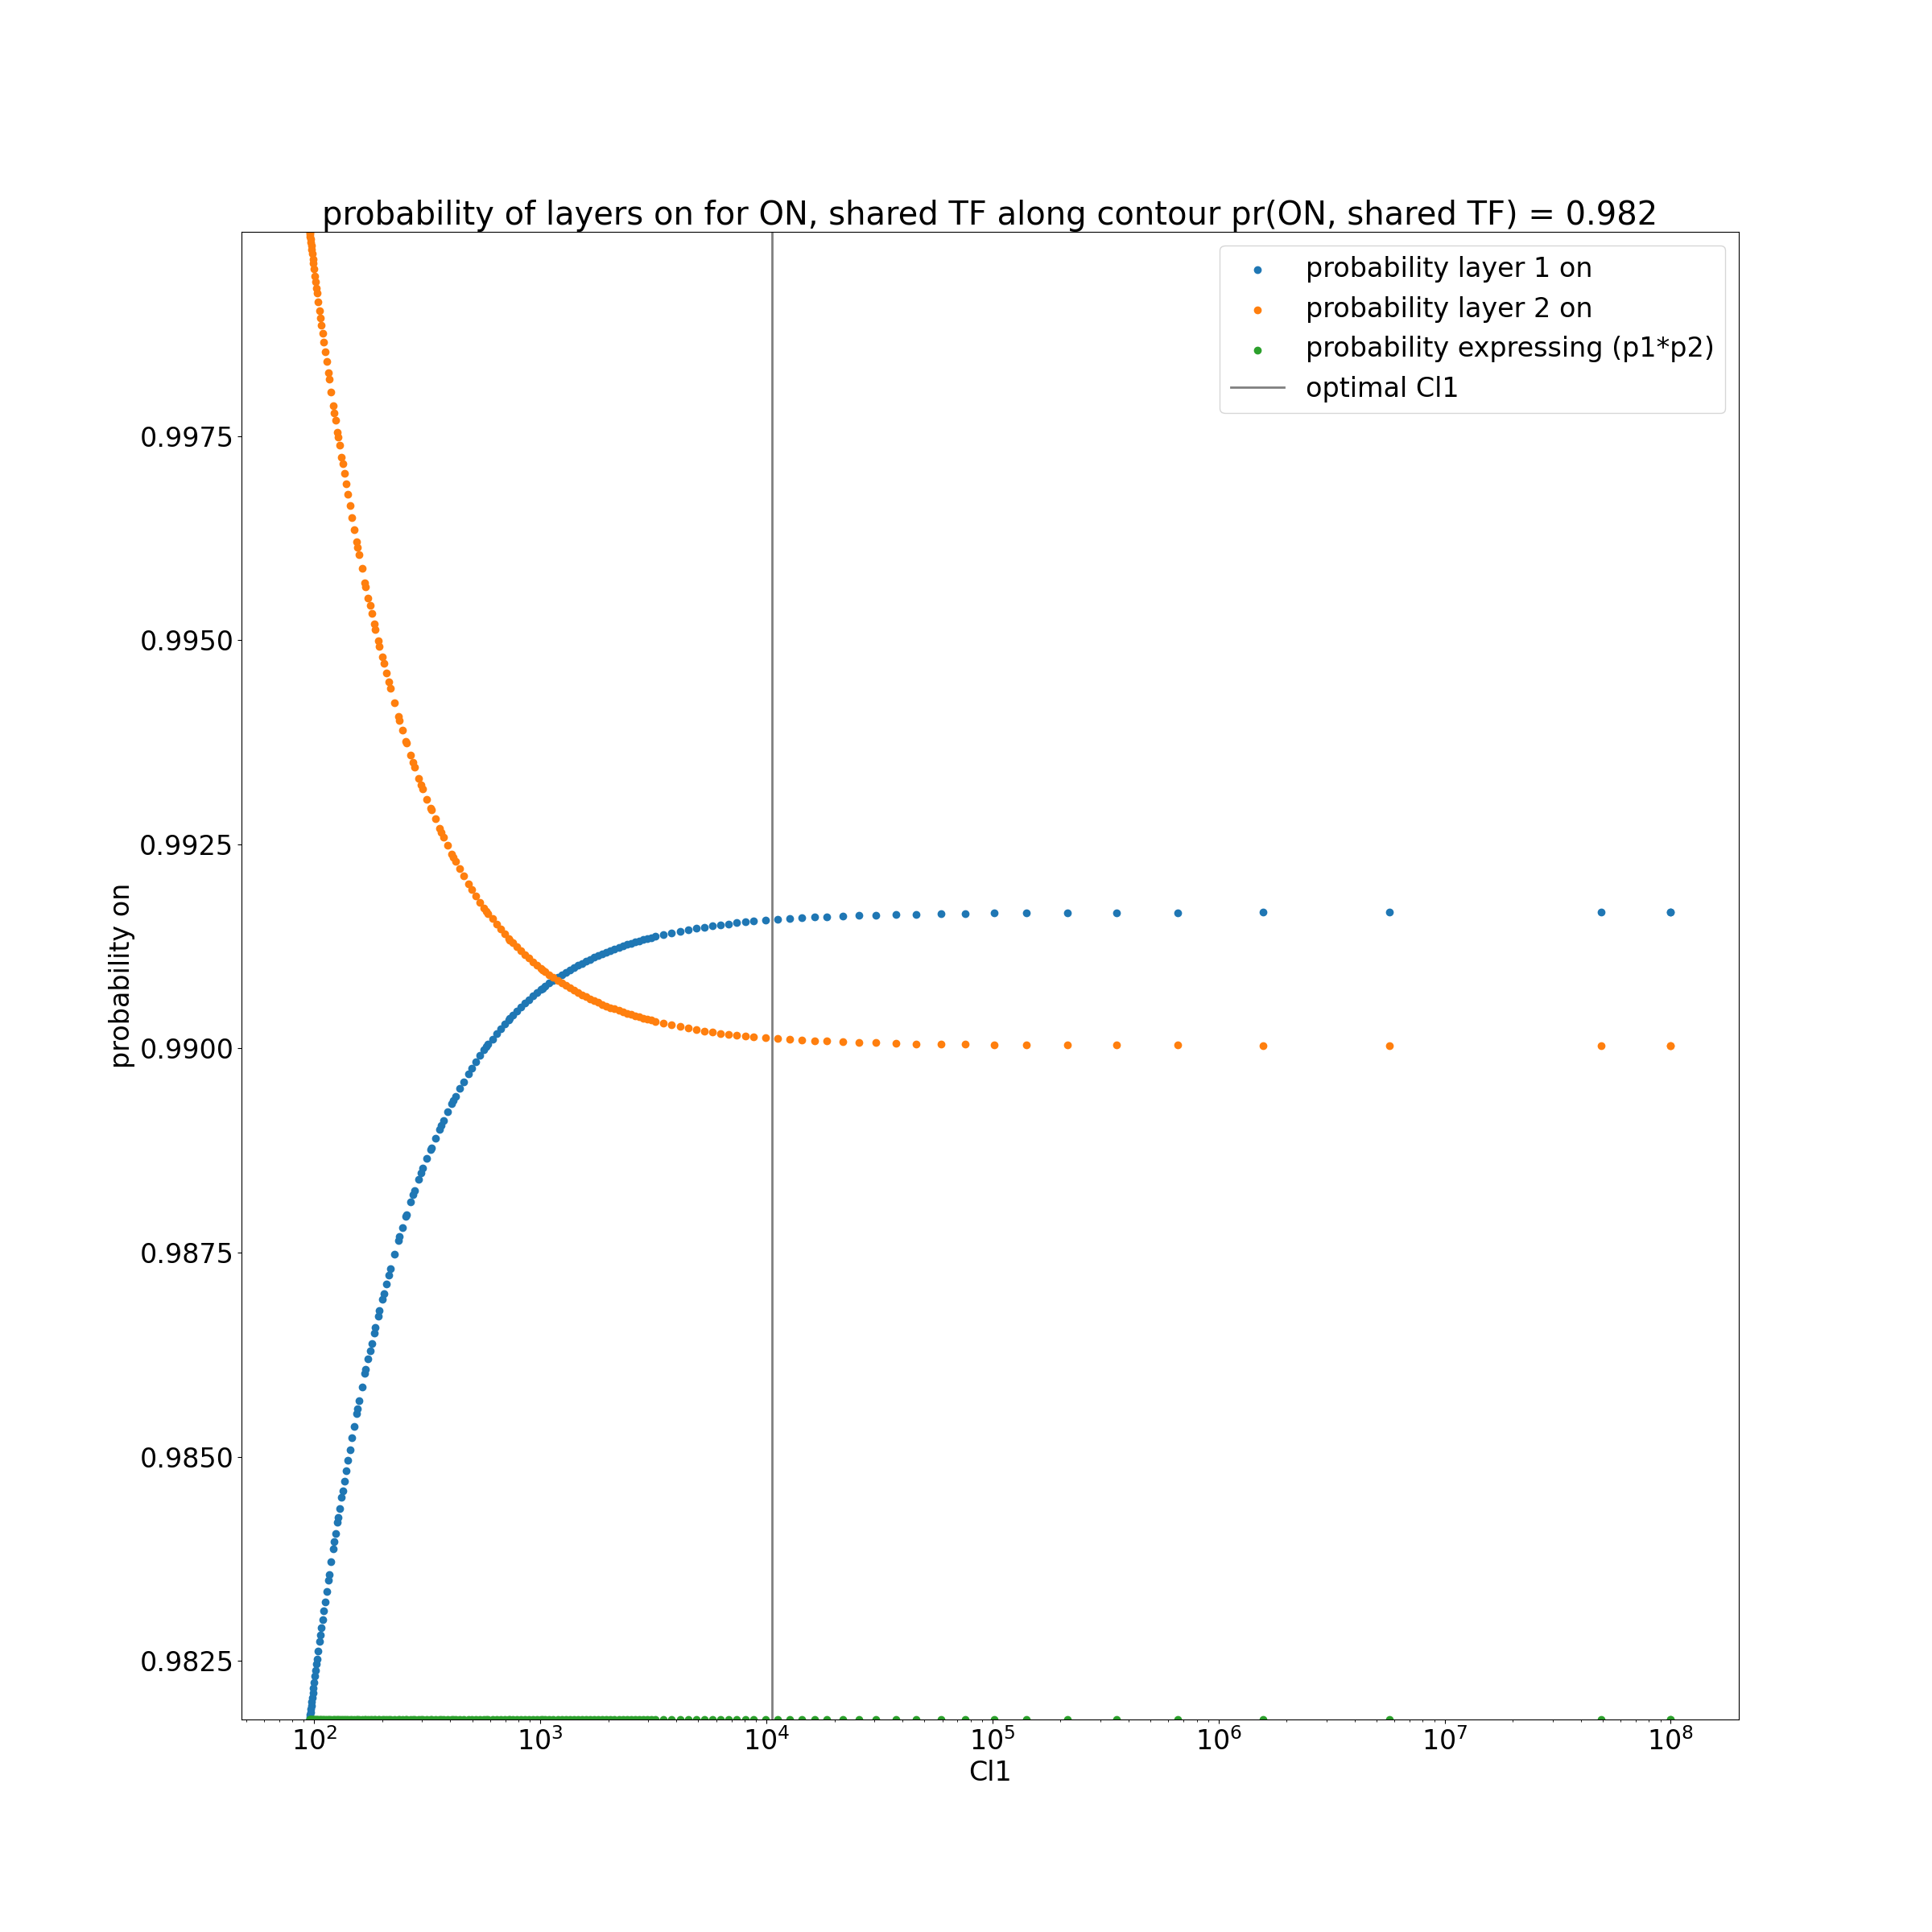 probability of layers on for ON, shared TF along contour pr(ON, shared TF) = 0.982
probability layer 1 on
probability layer 2 on
probability expressing (p1*p2)
optimal Cl1
probability on
0.9975
0.9950
0.9925
0.9900
0.9875
0.9850
0.9825
10² 10³ 10⁴ 10⁵ 10⁶ 10⁷ 10⁸
Cl1